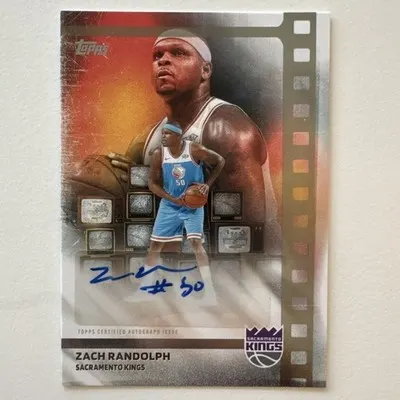 Topps
50
Z-R
#50
TOPPS CERTIFIED AUTOGRAPH ISSUE
SACRAMENTO
KINGS
ZACH RANDOLPH
SACRAMENTO KINGS